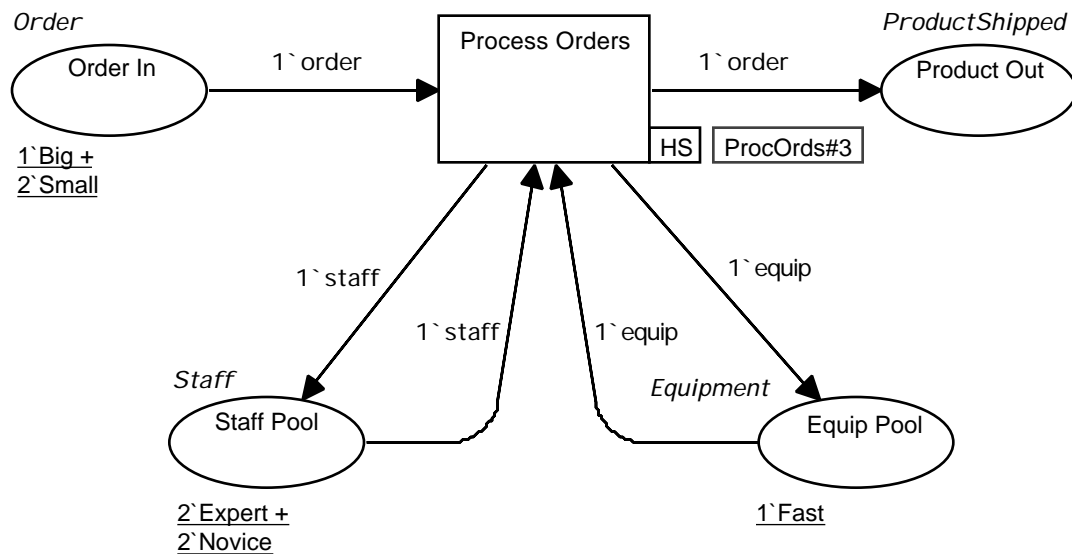 Order
Order In
1`order
Process Orders
1`order
ProductShipped
Product Out
1`Big +
2`Small
HS
ProcOrds#3
1`staff
1`staff
1`equip
1`equip
Staff
Staff Pool
Equipment
Equip Pool
2`Expert +
2`Novice
1`Fast